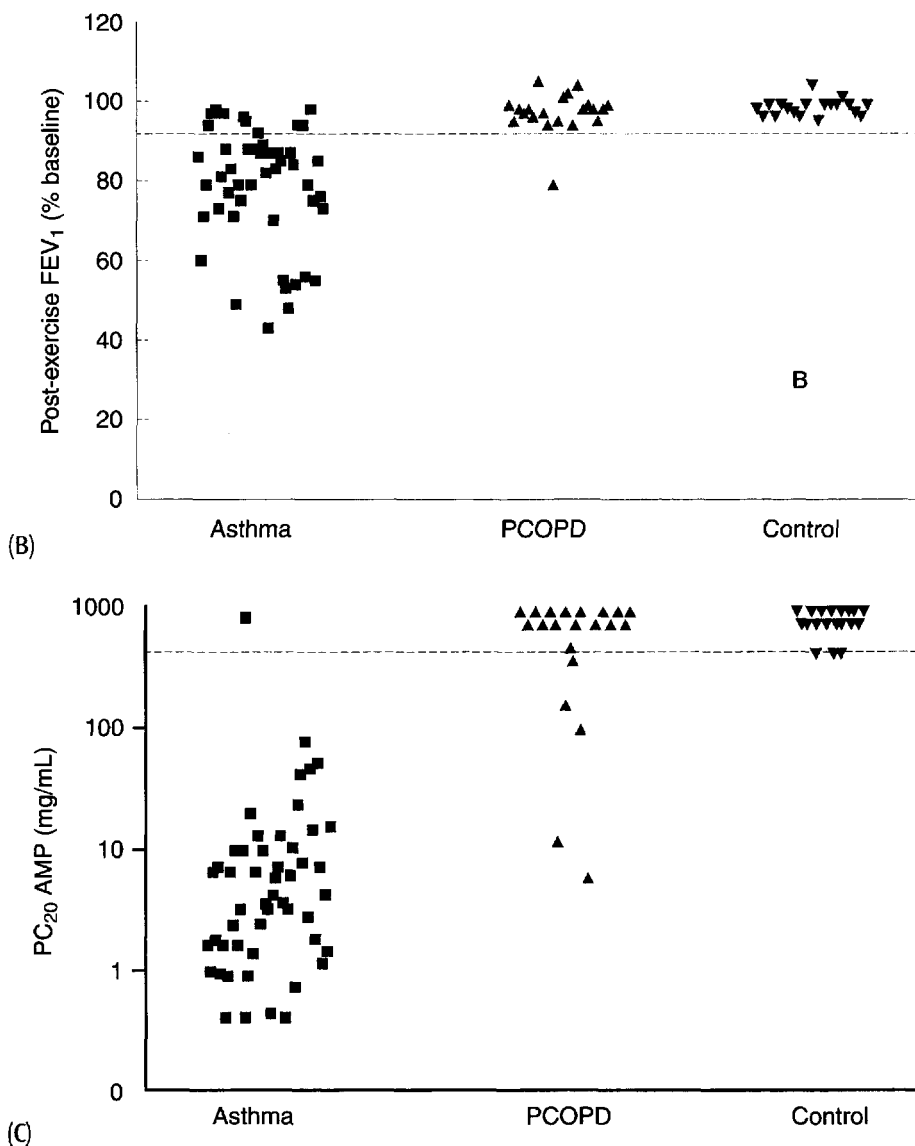 120
100
80
60
40
20
0
Post-exercise FEV₁ (% baseline)
B
Asthma PCOPD Control
(B)
1000
100
10
1
0
PC₂₀ AMP (mg/mL)
Asthma PCOPD Control
(C)